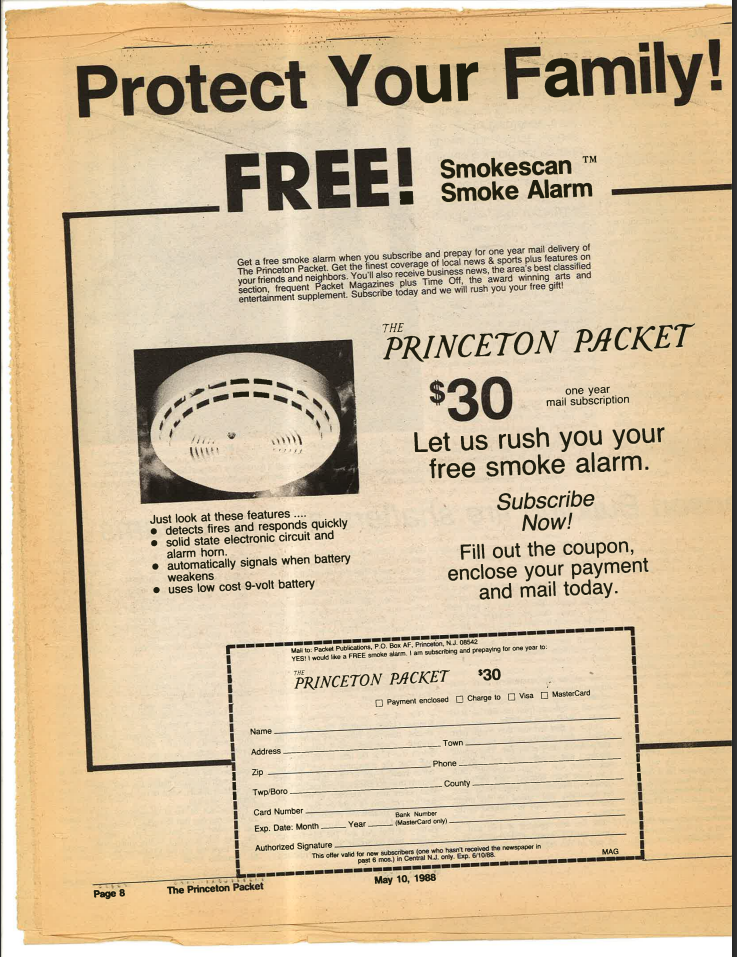 Protect Your Family!
FREE!
Smokescan ™
Smoke Alarm
Get a free smoke alarm when you subscribe and prepay for one year mail delivery of
The Princeton Packet. Get the finest coverage of local news & sports plus features on
your friends and neighbors. You'll also receive business news, the area's best classified
section, frequent Packet Magazines plus Time Off, the award winning arts and
entertainment supplement. Subscribe today and we will rush you your free gift!
THE
PRINCETON PACKET
$30
one year
mail subscription
Let us rush you your
free smoke alarm.
Subscribe
Now!
Fill out the coupon,
enclose your payment
and mail today.
Just look at these features ....
● detects fires and responds quickly
● solid state electronic circuit and
alarm horn.
● automatically signals when battery
weakens
● uses low cost 9-volt battery
Mail to: Packet Publications, P.O. Box AF, Princeton, N.J. 08542
YES! I would like a FREE smoke alarm. I am subscribing and prepaying for one year to:
THE
PRINCETON PACKET $30
□ Payment enclosed □ Charge to □ Visa □ MasterCard
Name
Address Town
Zip Phone
Twp/Boro County
Card Number
Exp. Date: Month Year Bank Number
(MasterCard only)
Authorized Signature
This offer valid for new subscribers (one who hasn't received the newspaper in
past 6 mos.) in Central N.J. only. Exp. 6/10/88. MAG
Page 8 The Princeton Packet May 10, 1988